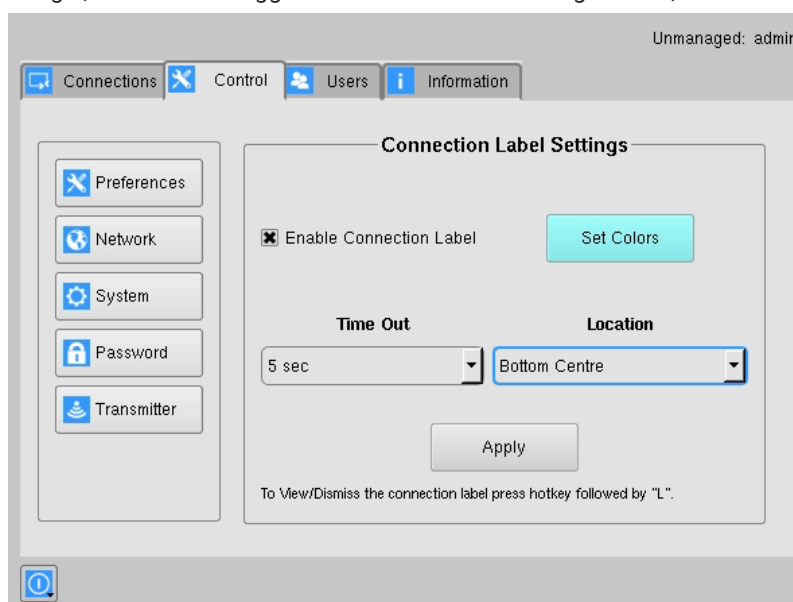 Unmanaged: admin
Connections Control Users Information
Connection Label Settings
Preferences
Network
System
Password
Transmitter
Enable Connection Label Set Colors
Time Out Location
5 sec Bottom Centre
Apply
To View/Dismiss the connection label press hotkey followed by "L".